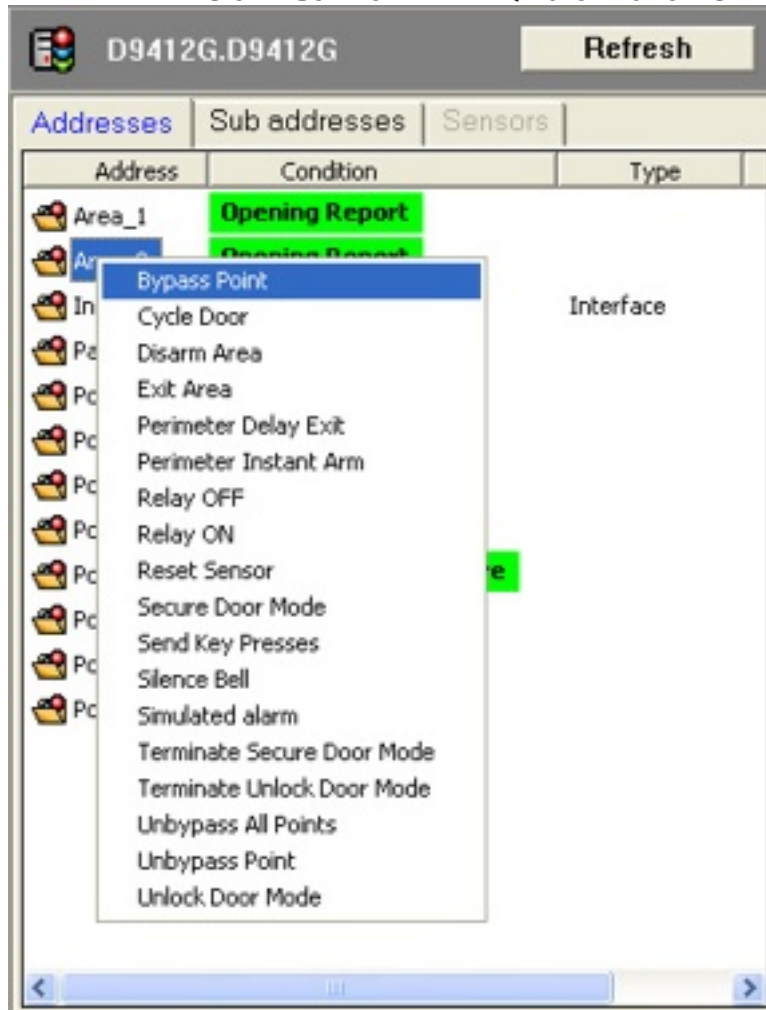 D9412G.D9412G Refresh
Addresses Sub addresses Sensors
Address Condition Type
Area_1 Opening Report
Opening Report
Bypass Point
Interface
Cycle Door
Disarm Area
Exit Area
Perimeter Delay Exit
Perimeter Instant Arm
Relay OFF
Relay ON
Reset Sensor
Secure Door Mode
Send Key Presses
Silence Bell
Simulated alarm
Terminate Secure Door Mode
Terminate Unlock Door Mode
Unbypass All Points
Unbypass Point
Unlock Door Mode